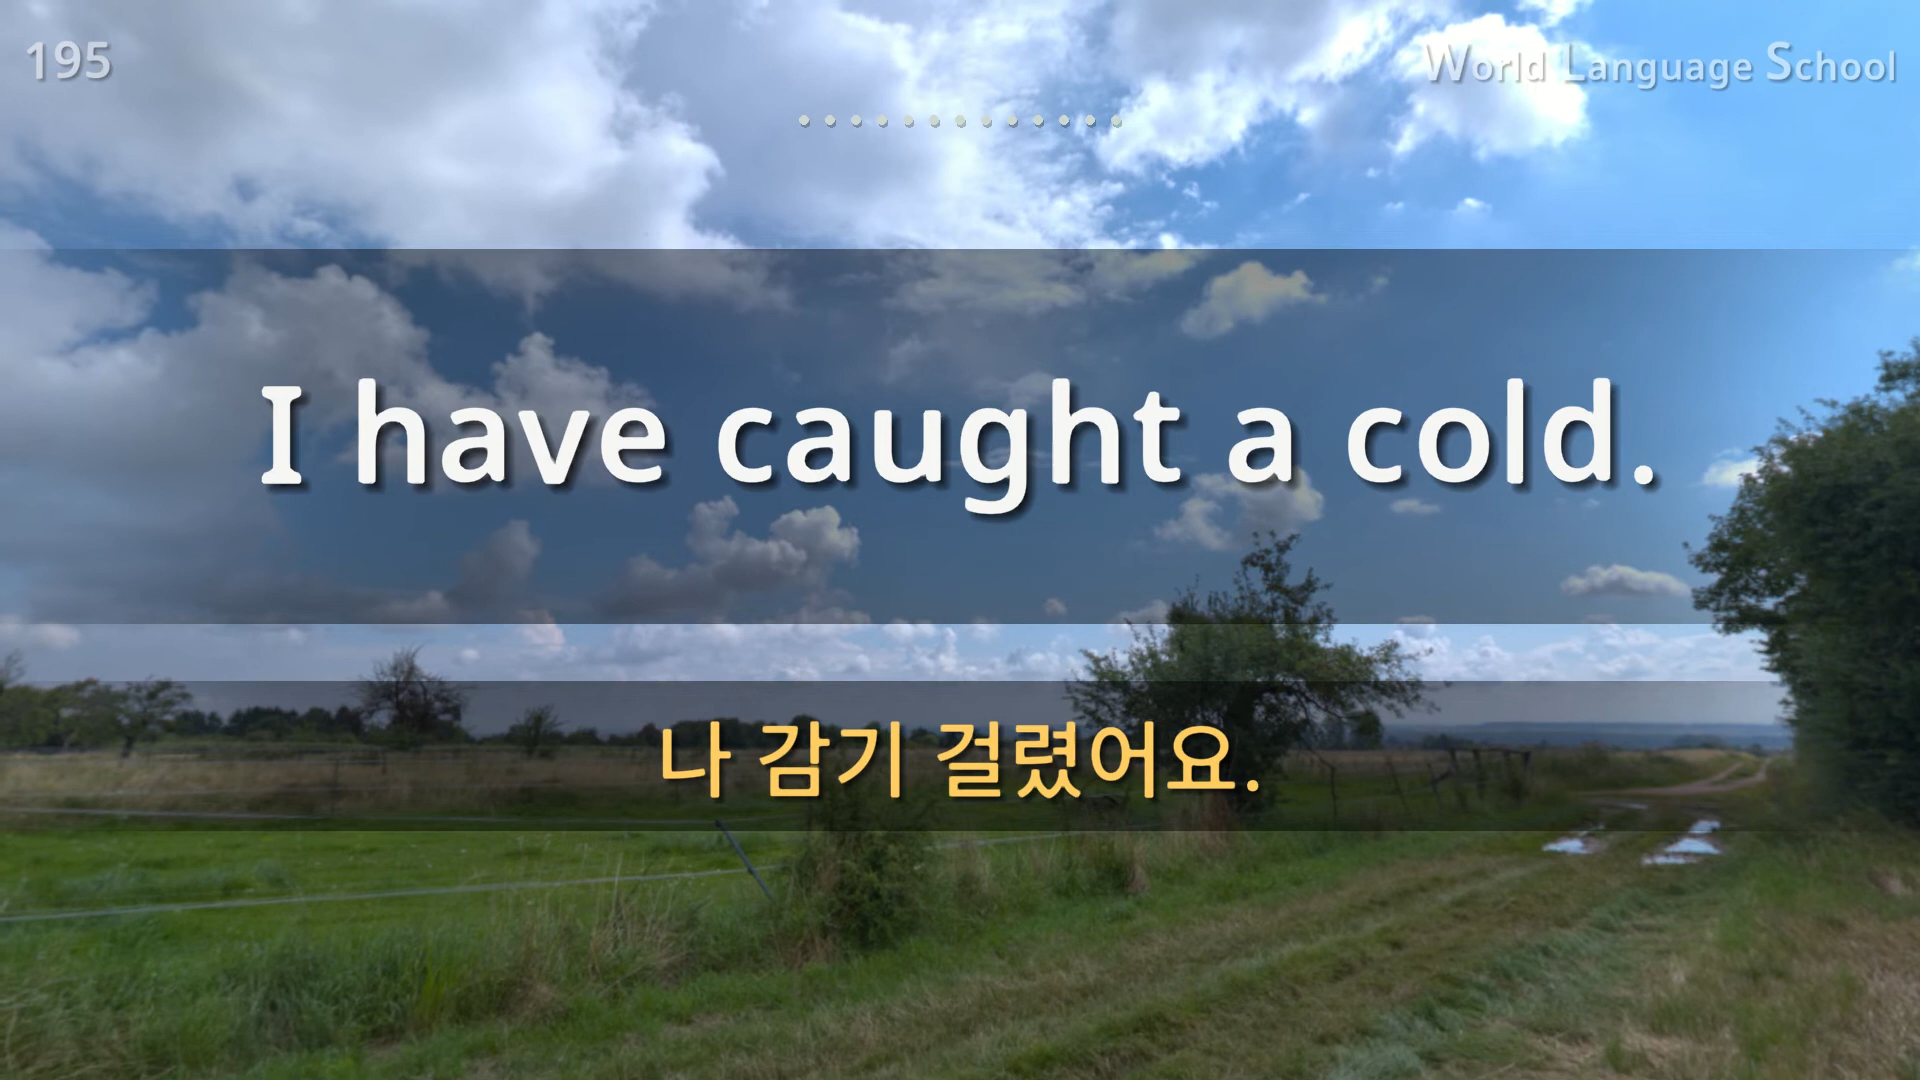 195
World Language School
I have caught a cold.
나 감기 걸렸어요.